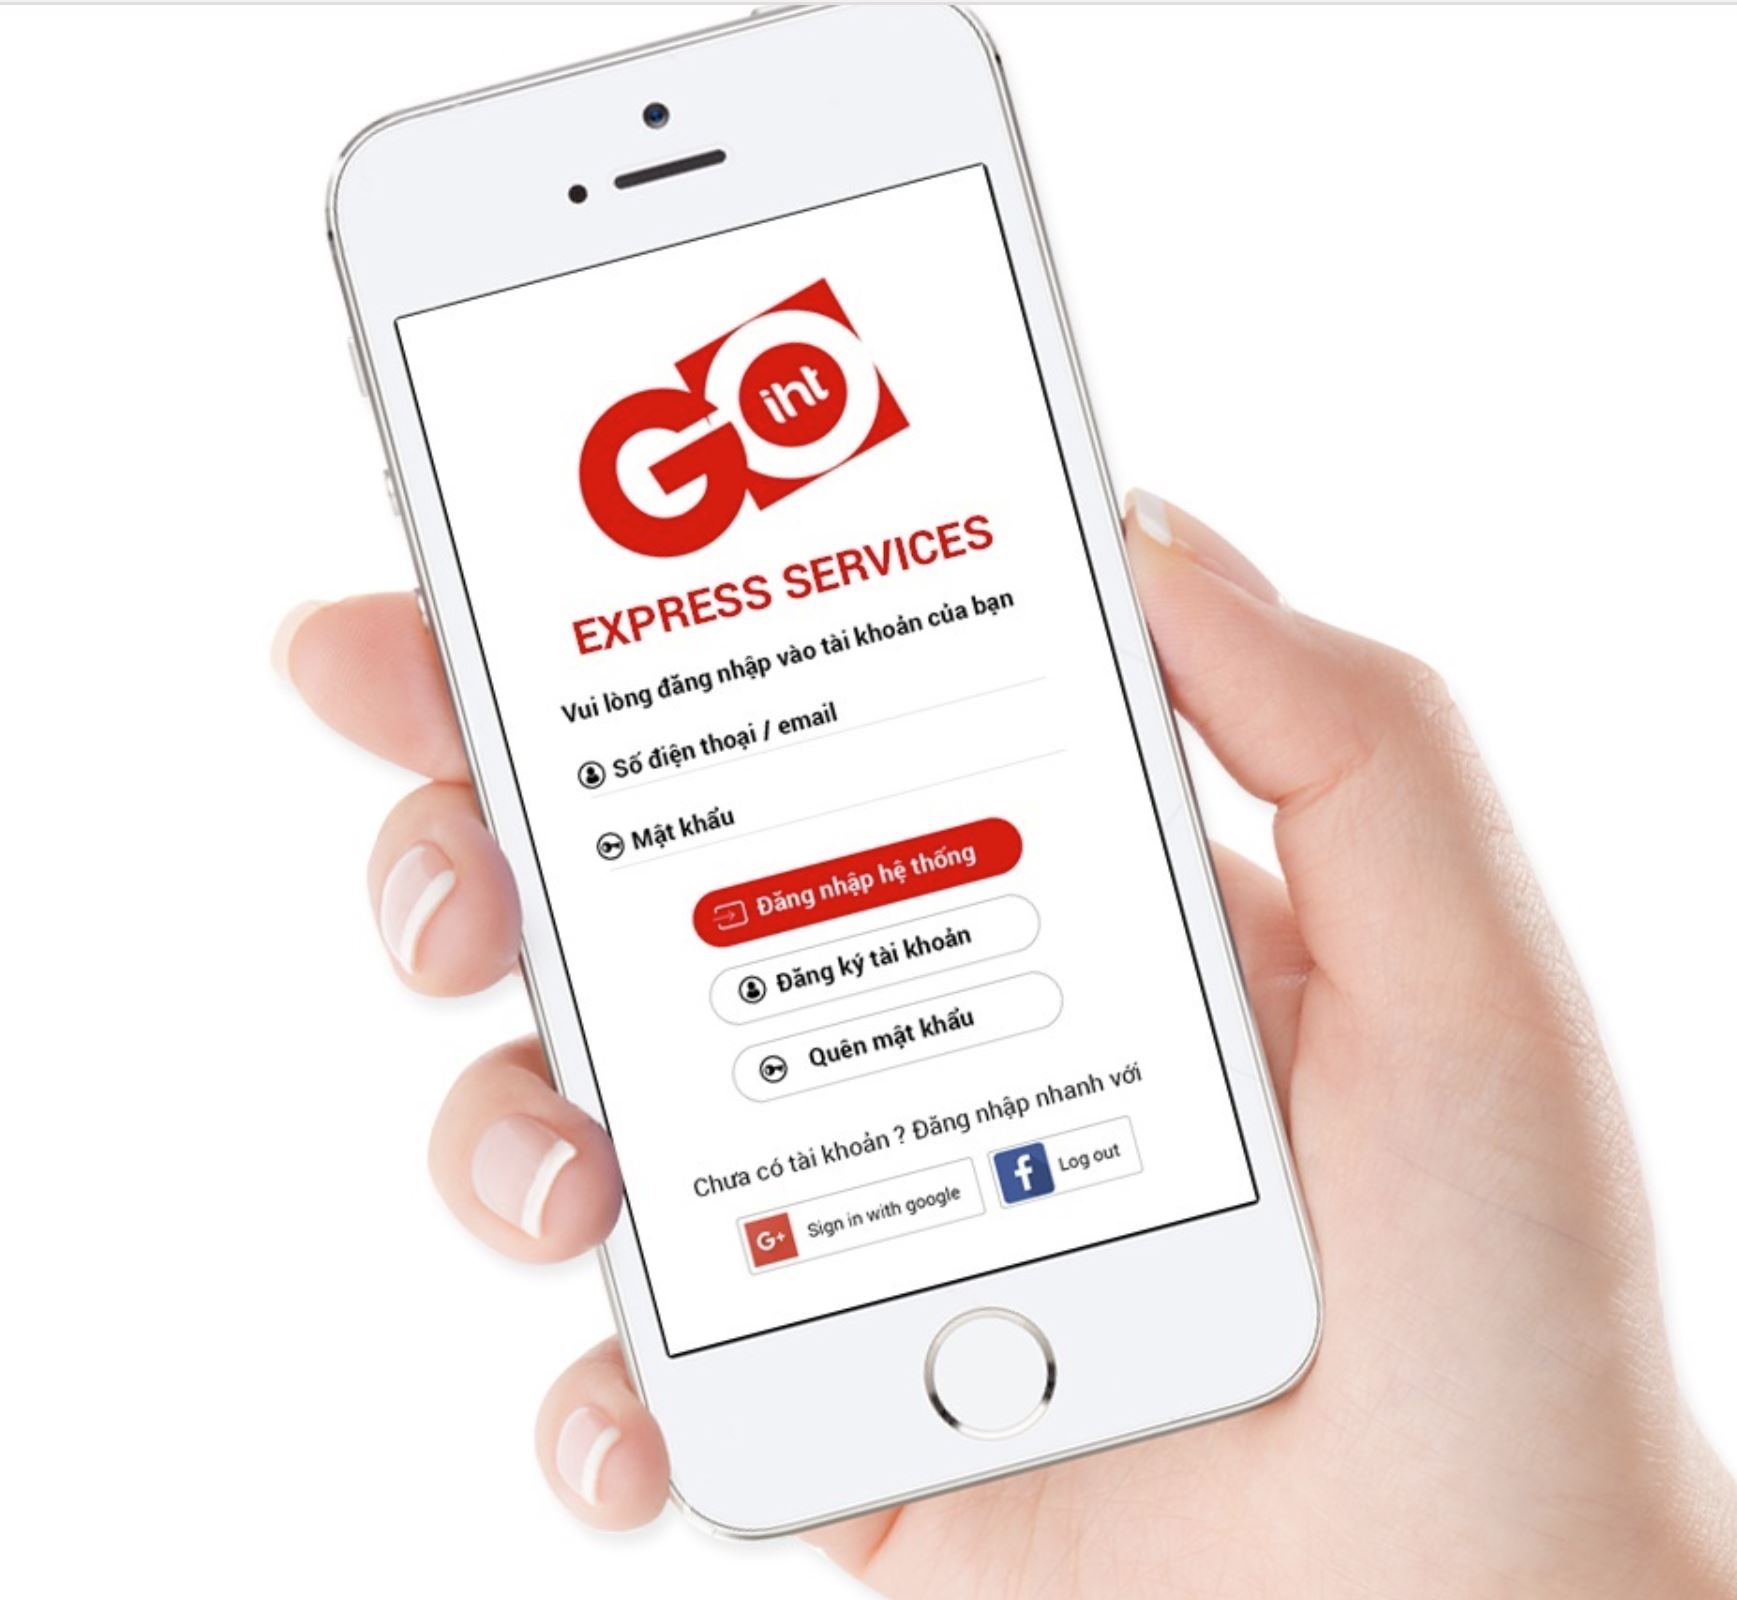 GO
iht
EXPRESS SERVICES
Vui lòng đăng nhập vào tài khoản của bạn
Số điện thoại / email
Mật khẩu
Đăng nhập hệ thống
Đăng ký tài khoản
Quên mật khẩu
Chưa có tài khoản ? Đăng nhập nhanh với
G+ Sign in with google
f Log out